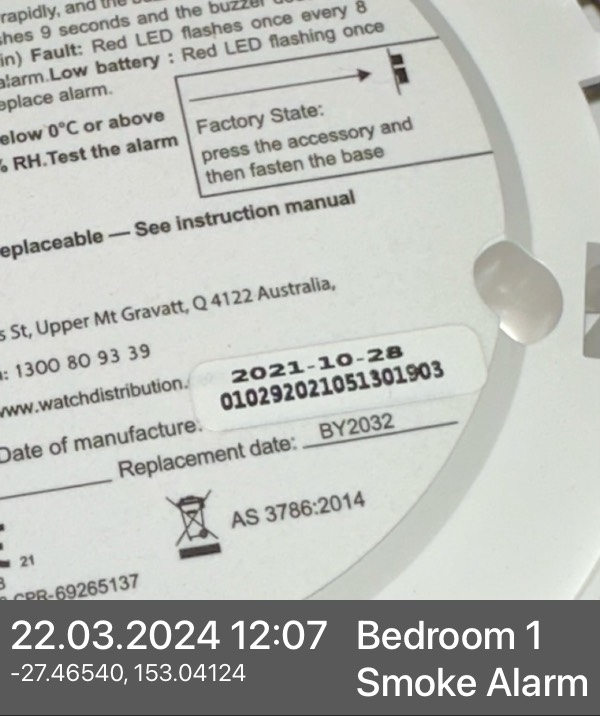 rapidly, and the
shes 9 seconds and the buzzer
in) Fault: Red LED flashes once every 8
alarm.Low battery : Red LED flashing once
eplace alarm.
elow 0°C or above
% RH.Test the alarm
Factory State:
press the accessory and
then fasten the base
eplaceable — See instruction manual
s St, Upper Mt Gravatt, Q 4122 Australia,
: 1300 80 93 39
www.watchdistribution.
2021-10-28
010292021051301903
Date of manufacture:
Replacement date: BY2032
AS 3786:2014
21
CPR-69265137
22.03.2024 12:07
-27.46540, 153.04124
Bedroom 1
Smoke Alarm